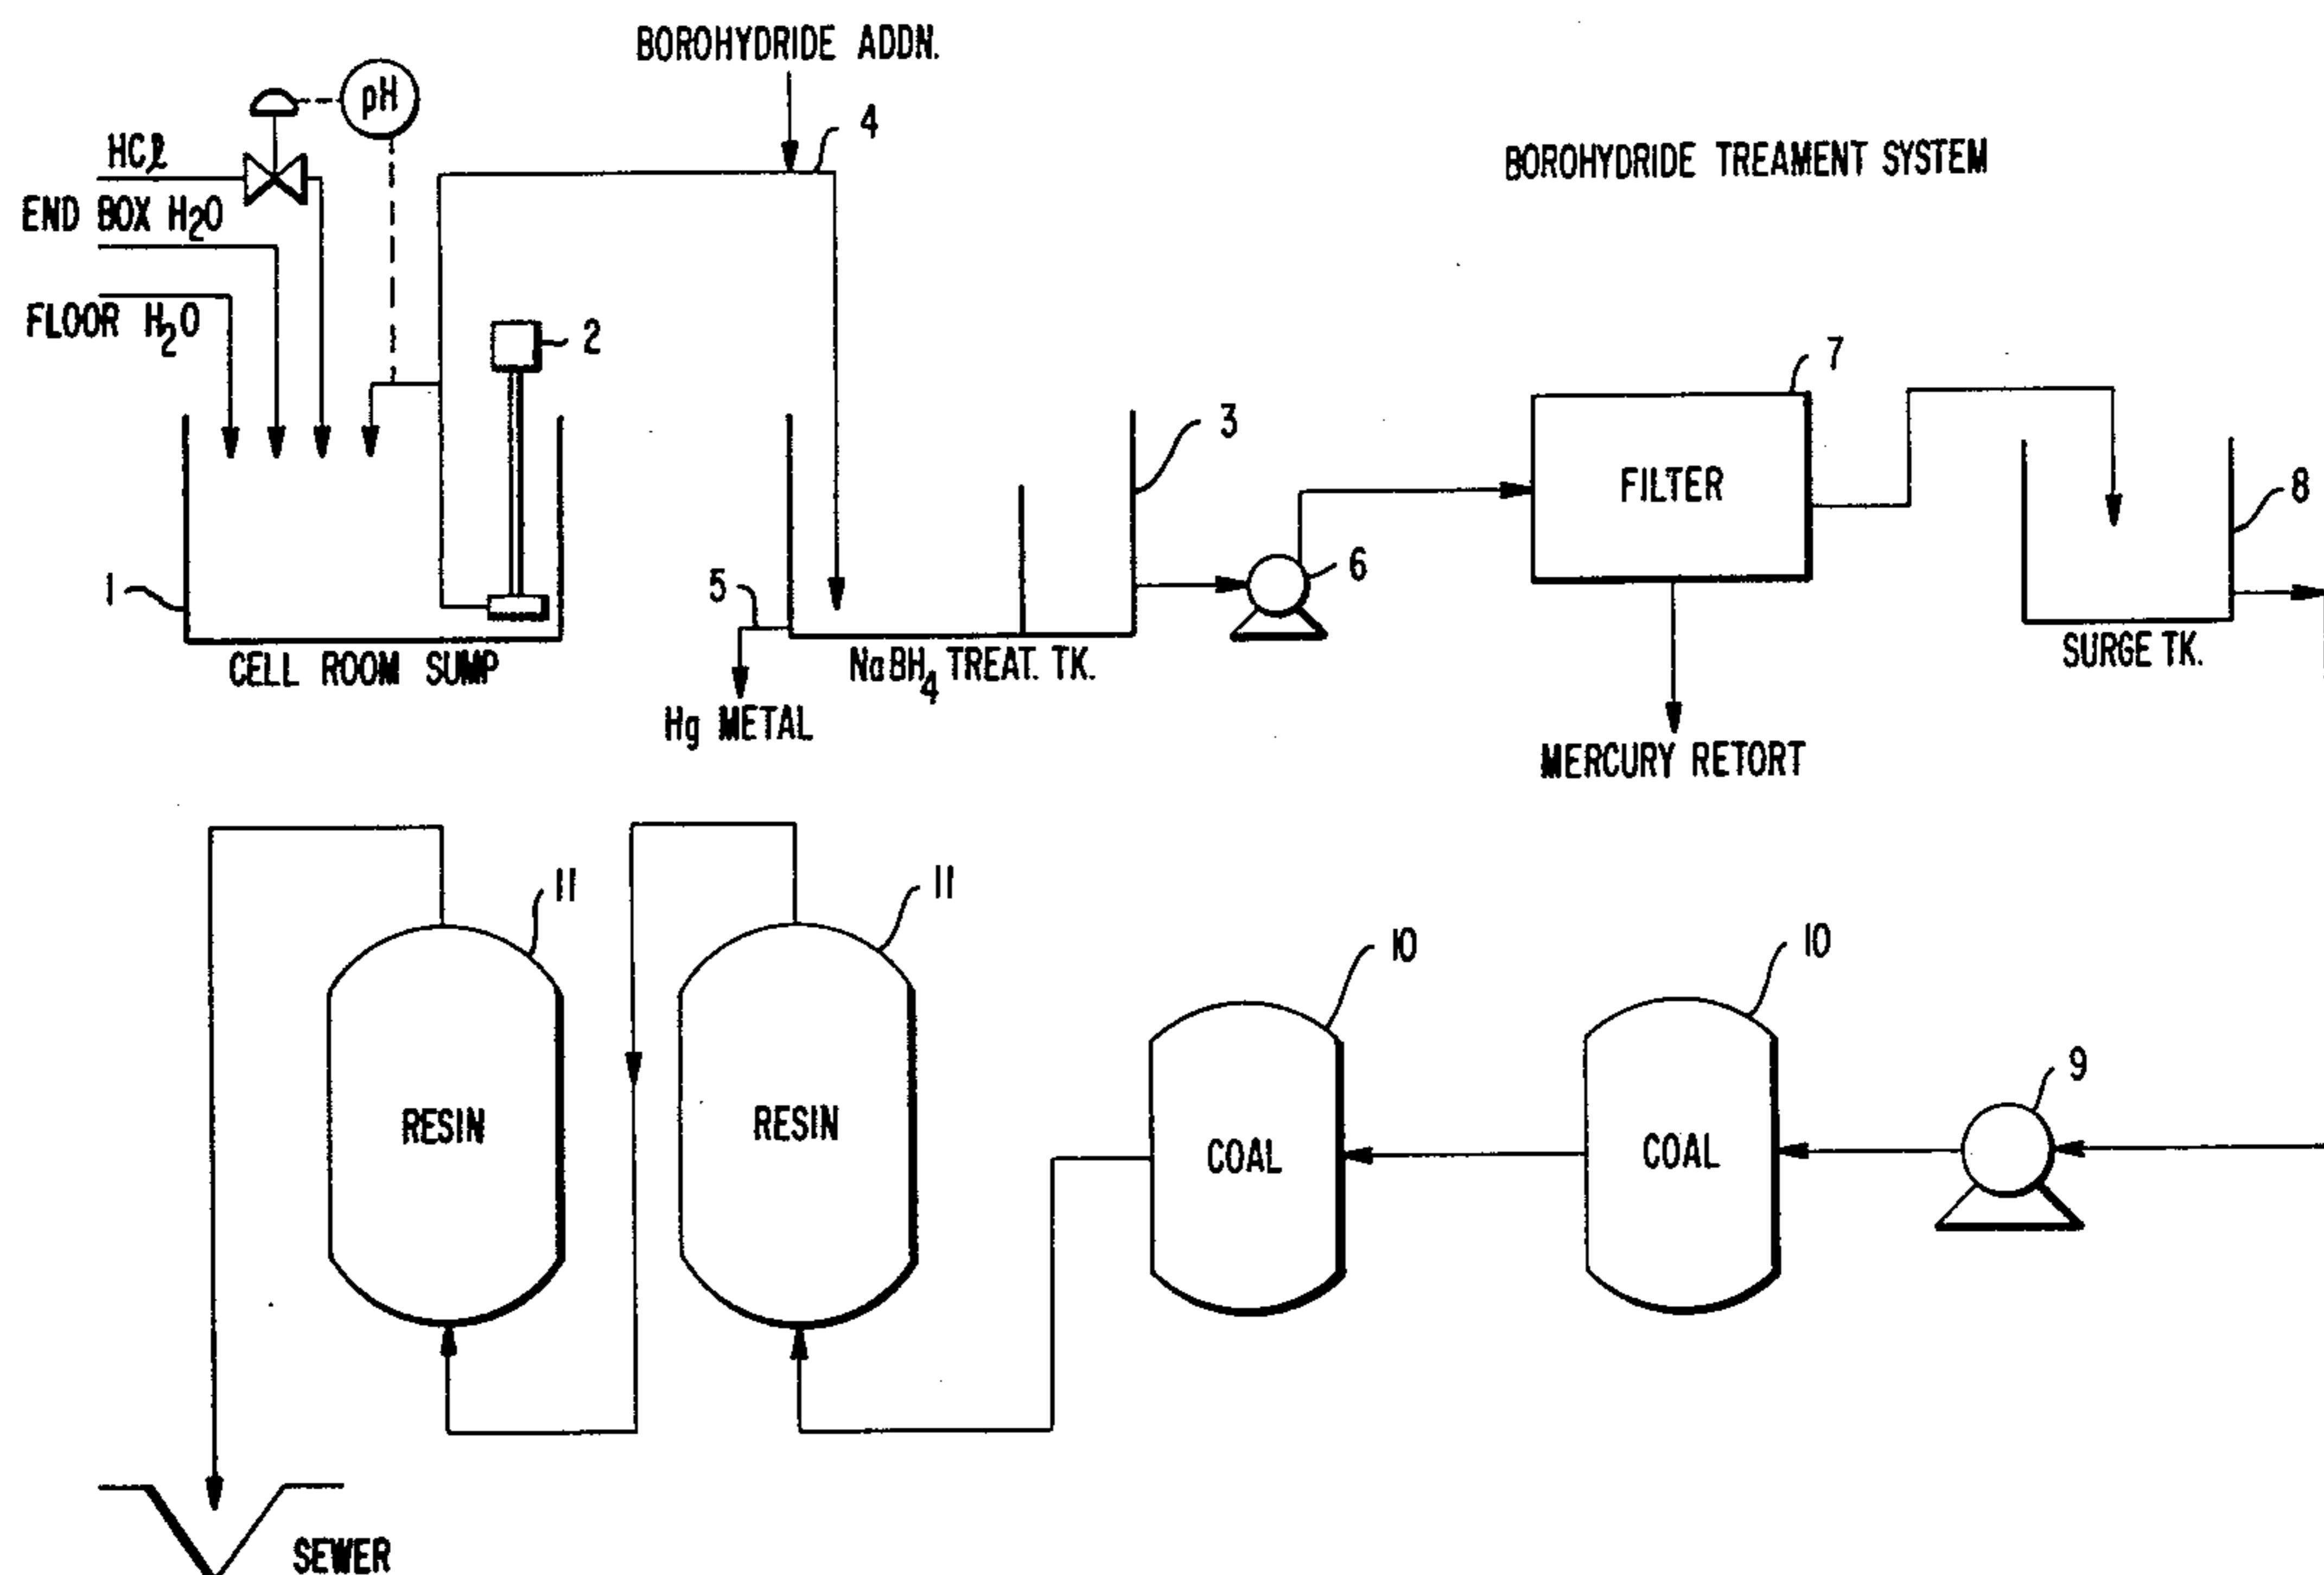 BOROHYDRIDE ADDN.
pH
4
HCl
BOROHYDRIDE TREAMENT SYSTEM
END BOX H2O
FLOOR H2O
2
7
3
8
FILTER
6
5
1
CELL ROOM SUMP
NaBH4 TREAT. TK.
SURGE TK.
Hg METAL
MERCURY RETORT
11
11
10
10
9
RESIN
RESIN
COAL
COAL
SEWER